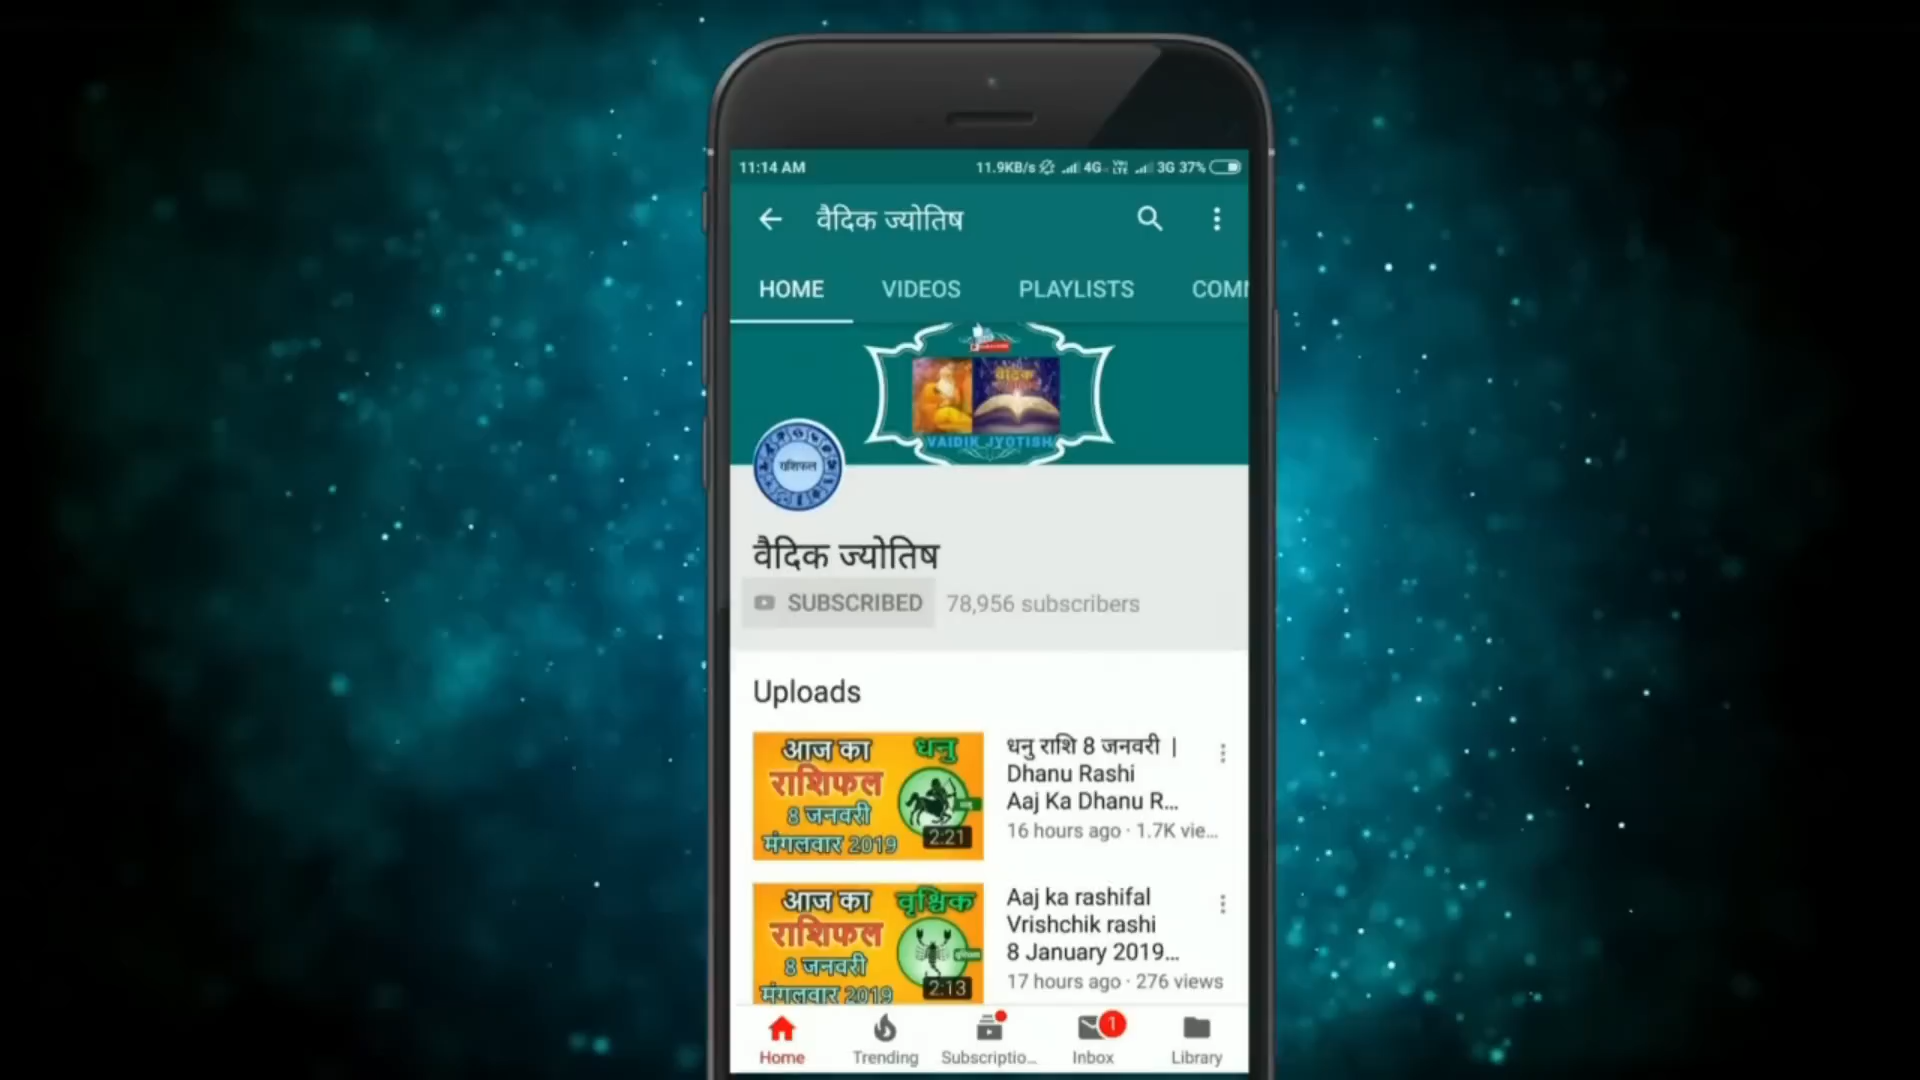 11:14 AM 11.9KB/s 4G 3G 37%
वैदिक ज्योतिष
HOME VIDEOS PLAYLISTS COM
वैदिक
VAIDIK JYOTISH
राशिफल
वैदिक ज्योतिष
SUBSCRIBED 78,956 subscribers
Uploads
आज का धनु
राशिफल
8 जनवरी
मंगलवार 2019
2:21
धनु राशि 8 जनवरी |
Dhanu Rashi
Aaj Ka Dhanu R...
16 hours ago · 1.7K vie...
आज का वृश्चिक
राशिफल
8 जनवरी
मंगलवार 2019
2:13
Aaj ka rashifal
Vrishchik rashi
8 January 2019...
17 hours ago · 276 views
1
Home Trending Subscriptio... Inbox Library